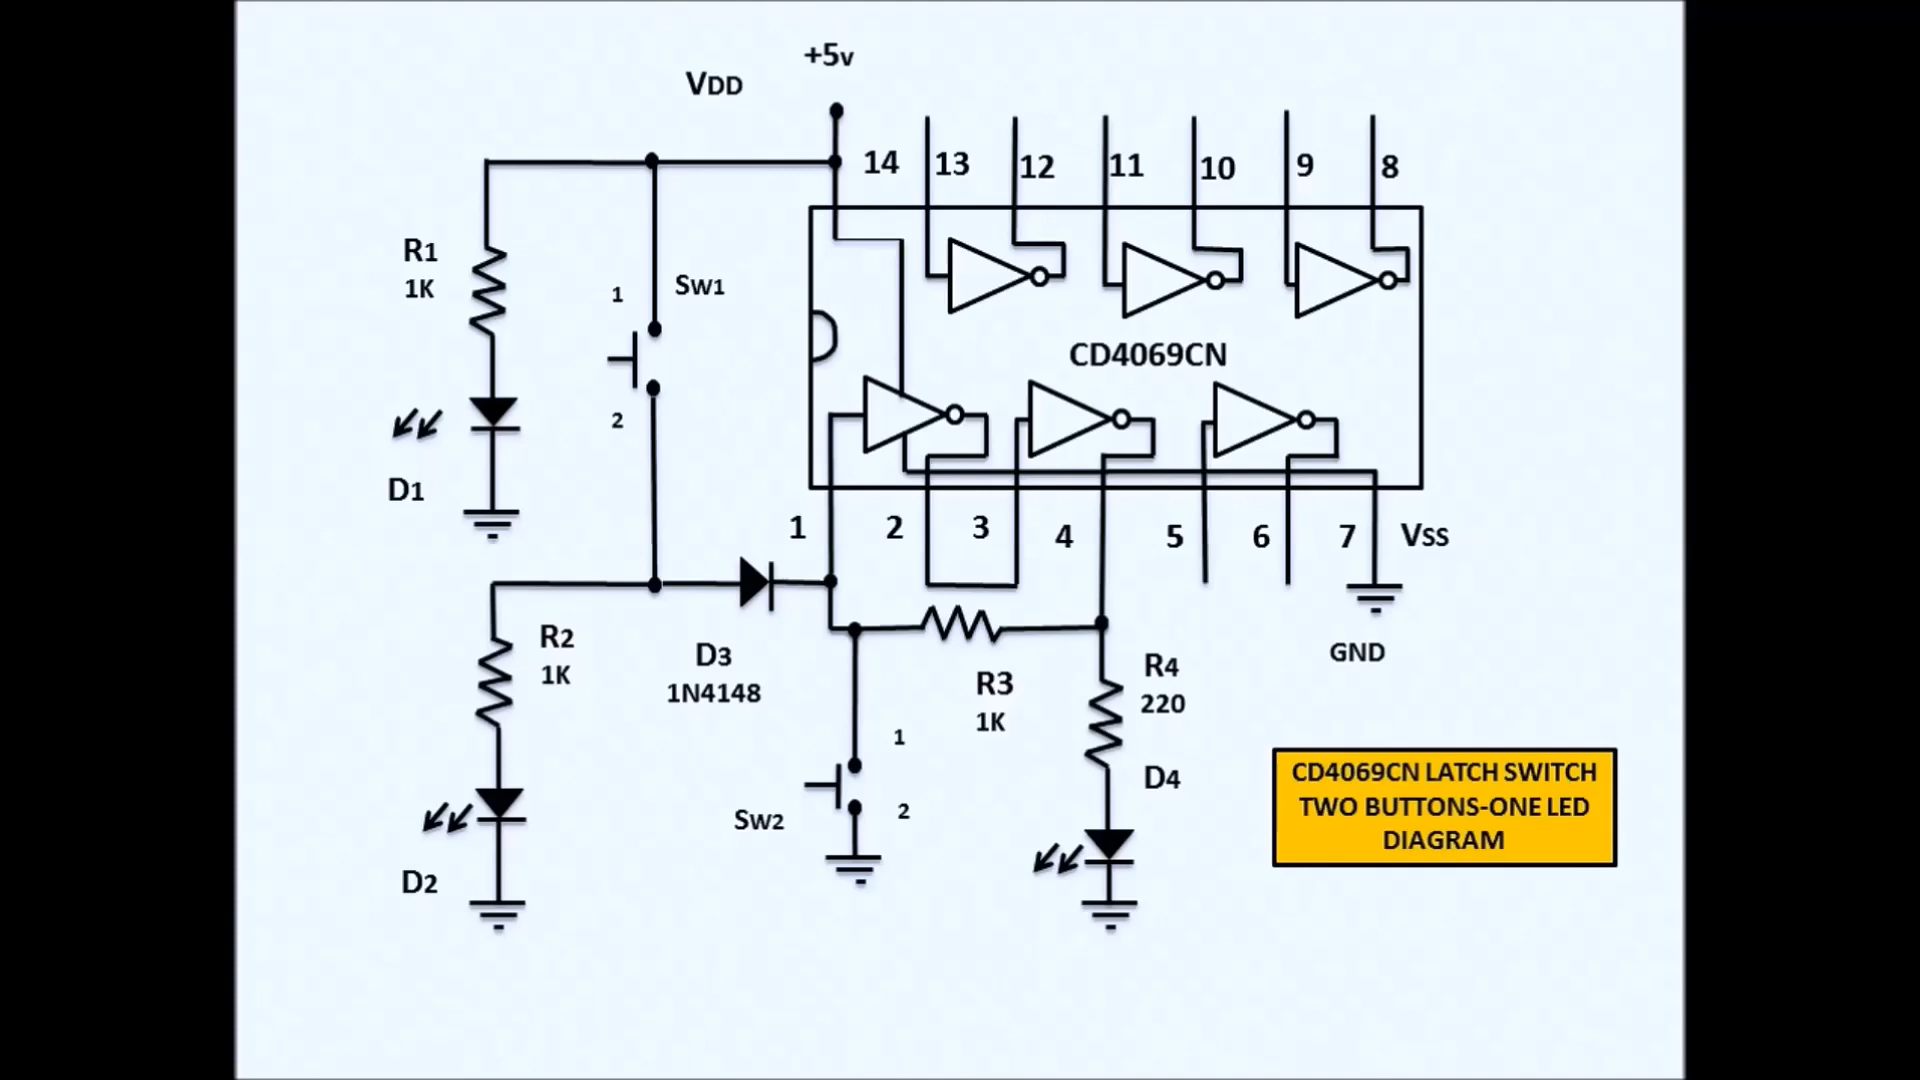 +5v
VDD
14
13
12
11
10
9
8
R1
1K
1
Sw1
2
CD4069CN
D1
1
2
3
4
5
6
7
Vss
GND
R2
1K
D3
1N4148
R3
1K
R4
220
1
2
Sw2
D4
D2
CD4069CN LATCH SWITCH
TWO BUTTONS-ONE LED
DIAGRAM